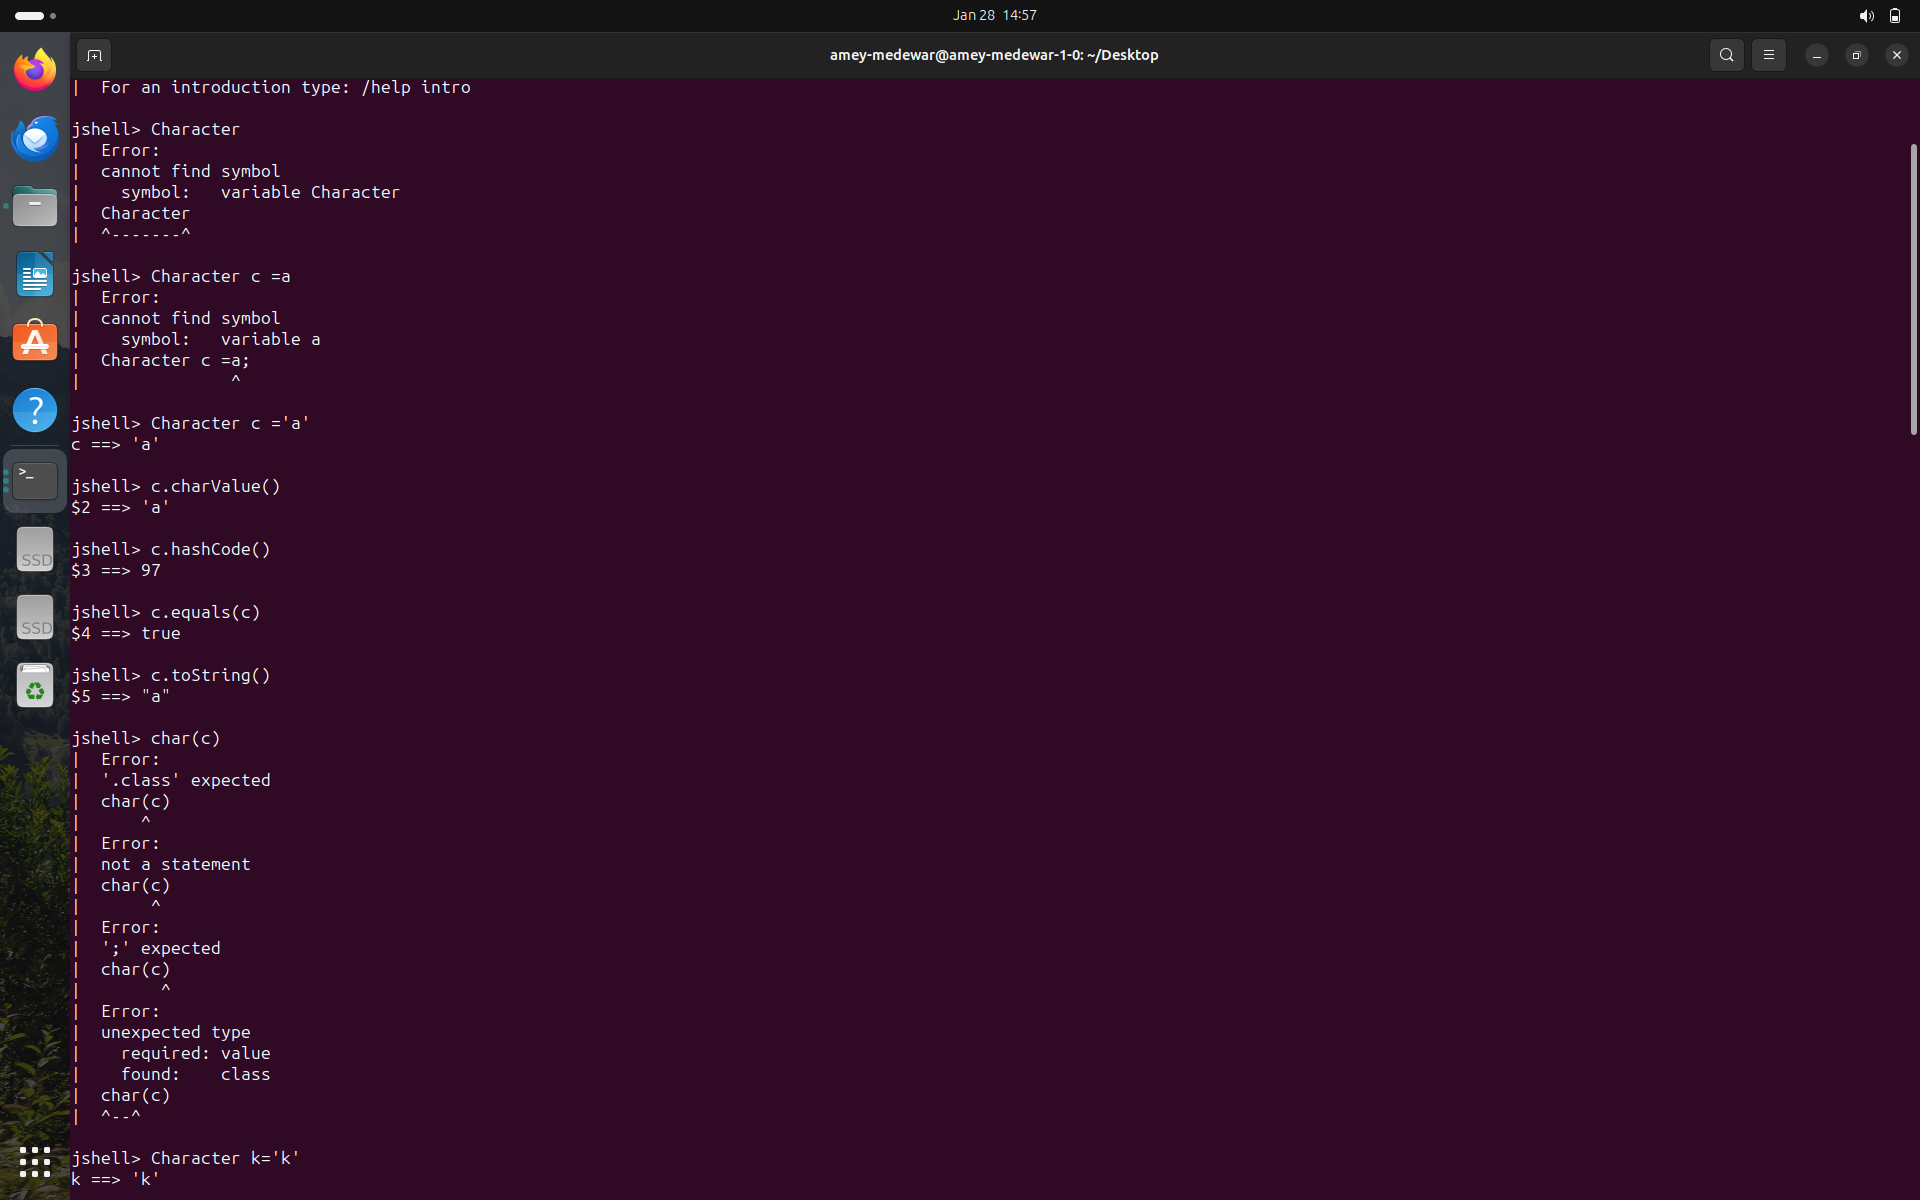 Jan 28  14:57
amey-medewar@amey-medewar-1-0: ~/Desktop
|  For an introduction type: /help intro

jshell> Character
|  Error:
|  cannot find symbol
|    symbol:   variable Character
|  Character
|  ^-------^

jshell> Character c =a
|  Error:
|  cannot find symbol
|    symbol:   variable a
|  Character c =a;
|               ^

jshell> Character c ='a'
c ==> 'a'

jshell> c.charValue()
$2 ==> 'a'

jshell> c.hashCode()
$3 ==> 97

jshell> c.equals(c)
$4 ==> true

jshell> c.toString()
$5 ==> "a"

jshell> char(c)
|  Error:
|  '.class' expected
|  char(c)
|      ^
|  Error:
|  not a statement
|  char(c)
|       ^
|  Error:
|  ';' expected
|  char(c)
|        ^
|  Error:
|  unexpected type
|    required: value
|    found:    class
|  char(c)
|  ^--^

jshell> Character k='k'
k ==> 'k'
SSD
SSD